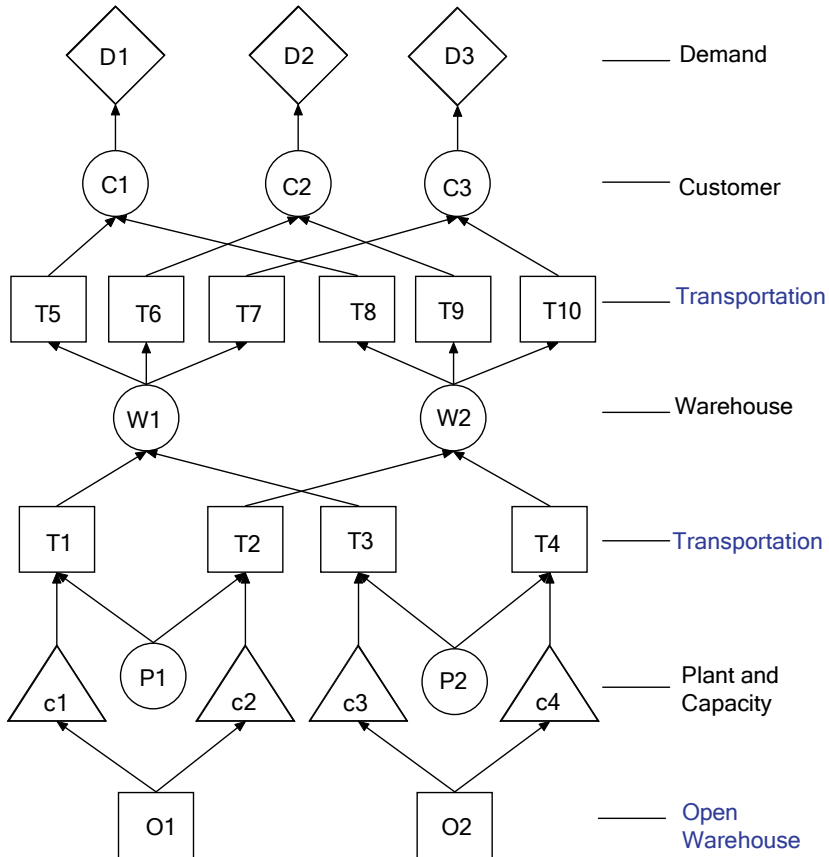 D1 D2 D3 Demand
C1 C2 C3 Customer
T5 T6 T7 T8 T9 T10 Transportation
W1 W2 Warehouse
T1 T2 T3 T4 Transportation
P1 P2 Plant and
c1 c2 c3 c4 Capacity
O1 O2 Open
Warehouse